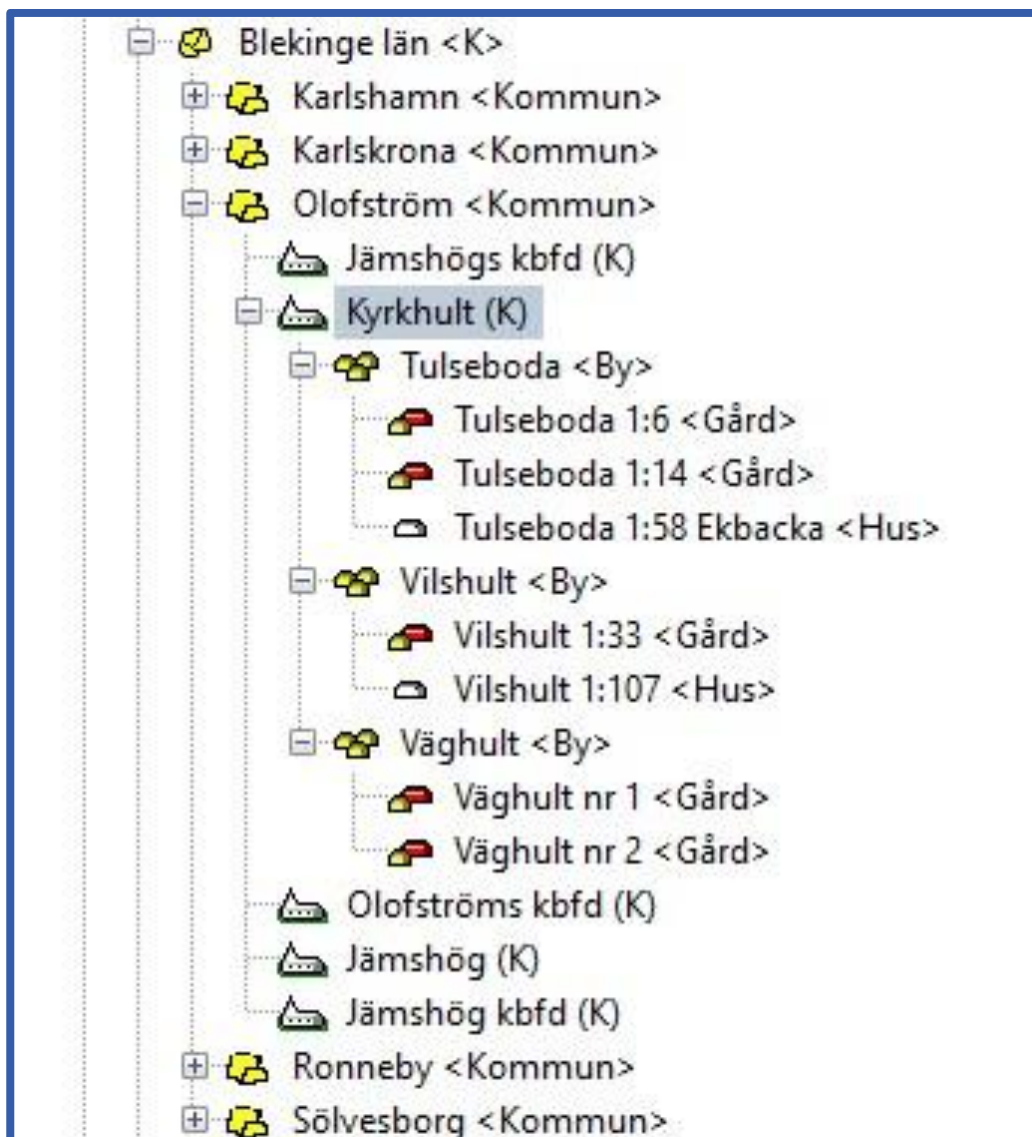 Blekinge län <K>
Karlshamn <Kommun>
Karlskrona <Kommun>
Olofström <Kommun>
Jämshögs kbfd (K)
Kyrkhult (K)
Tulseboda <By>
Tulseboda 1:6 <Gård>
Tulseboda 1:14 <Gård>
Tulseboda 1:58 Ekbacka <Hus>
Vilshult <By>
Vilshult 1:33 <Gård>
Vilshult 1:107 <Hus>
Väghult <By>
Väghult nr 1 <Gård>
Väghult nr 2 <Gård>
Olofströms kbfd (K)
Jämshög (K)
Jämshög kbfd (K)
Ronneby <Kommun>
Sölvesborg <Kommun>